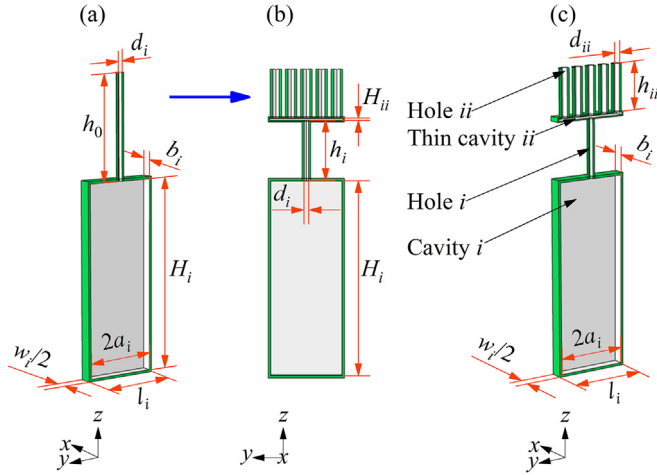 (a)
d_i
h_0
b_i
H_i
2a_i
w_i/2
l_i
z
x
y
(b)
H_ii
h_i
d_i
H_i
z
y
x
(c)
d_ii
h_ii
Hole ii
Thin cavity ii
b_i
Hole i
Cavity i
2a_i
w_i/2
l_i
z
x
y